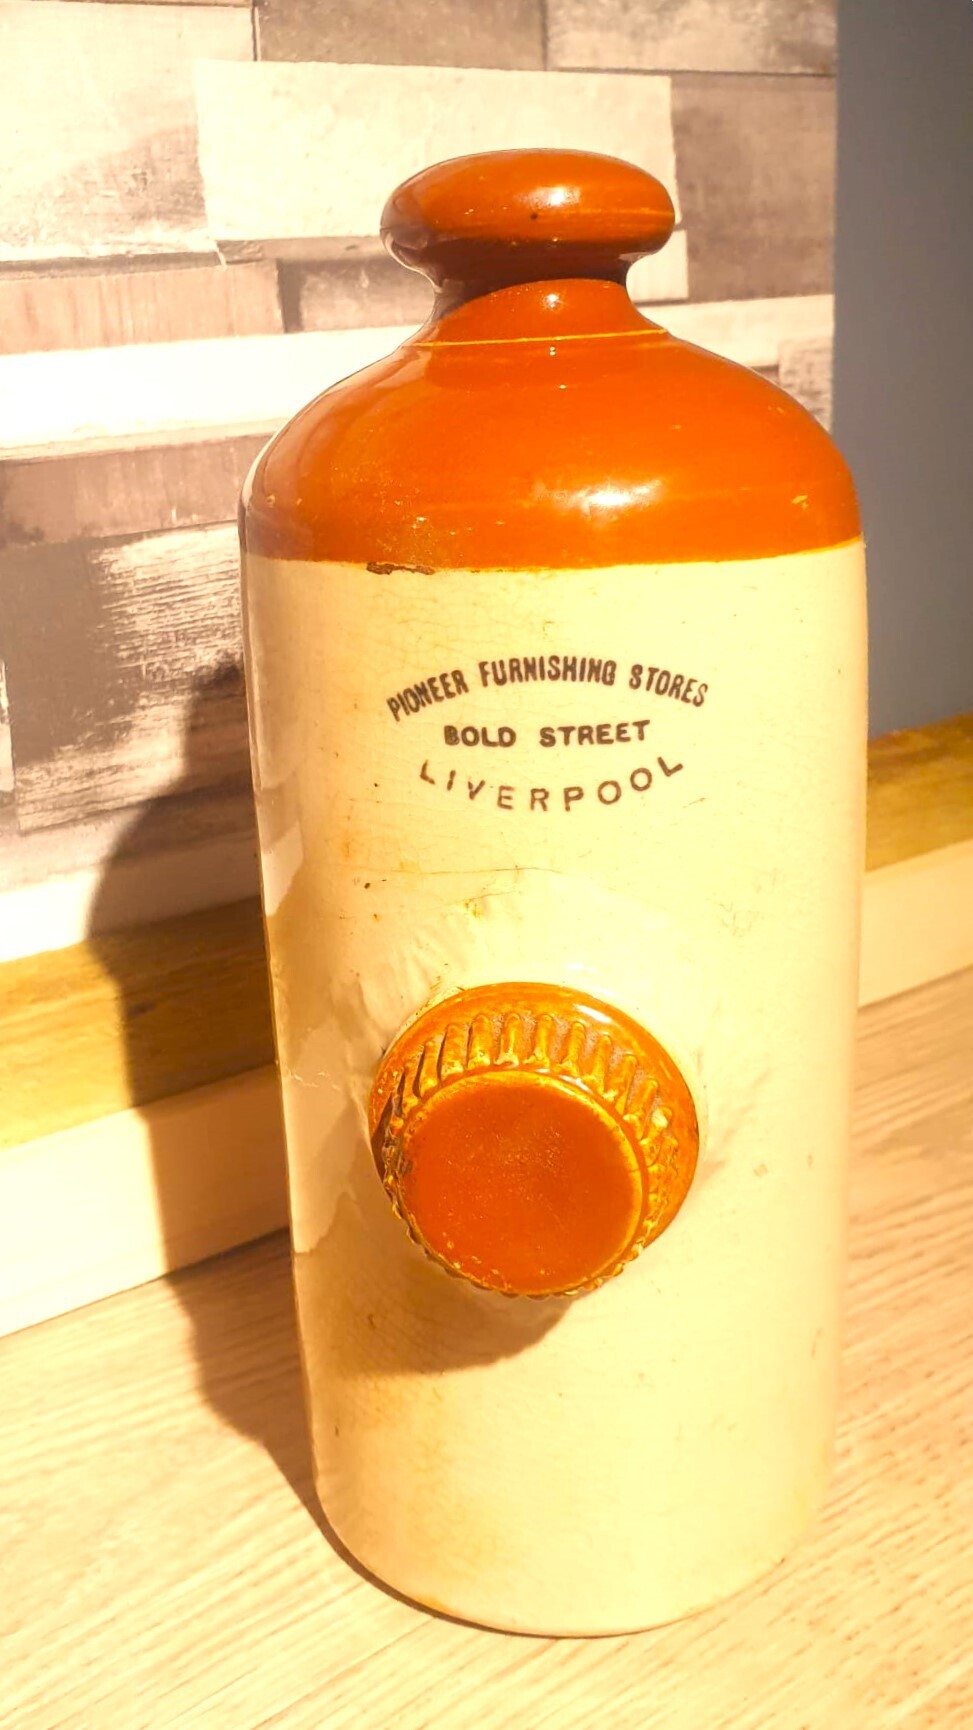 PIONEER FURNISHING STORES
BOLD STREET
LIVERPOOL